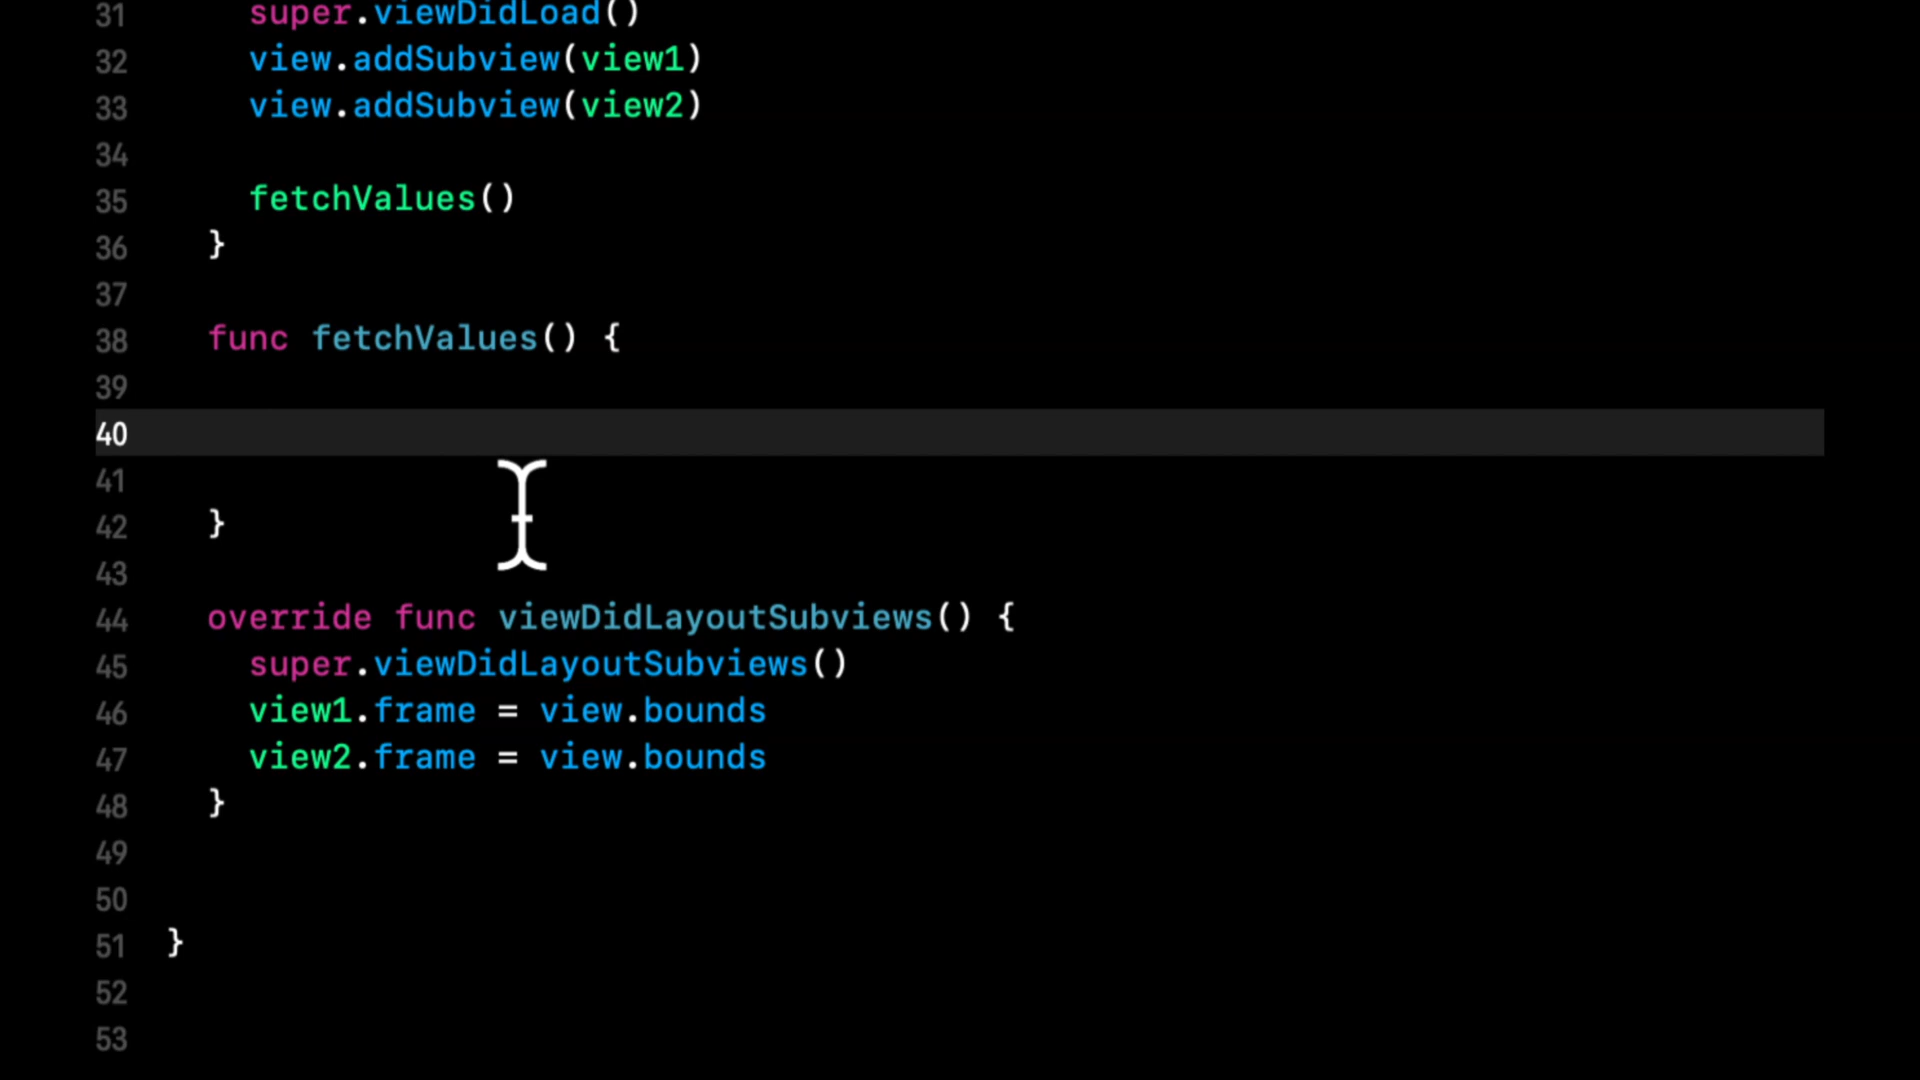 31 super.viewDidLoad()
32 view.addSubview(view1)
33 view.addSubview(view2)
34
35 fetchValues()
36 }
37
38 func fetchValues() {
39
40
41
42 }
43
44 override func viewDidLayoutSubviews() {
45 super.viewDidLayoutSubviews()
46 view1.frame = view.bounds
47 view2.frame = view.bounds
48 }
49
50
51 }
52
53